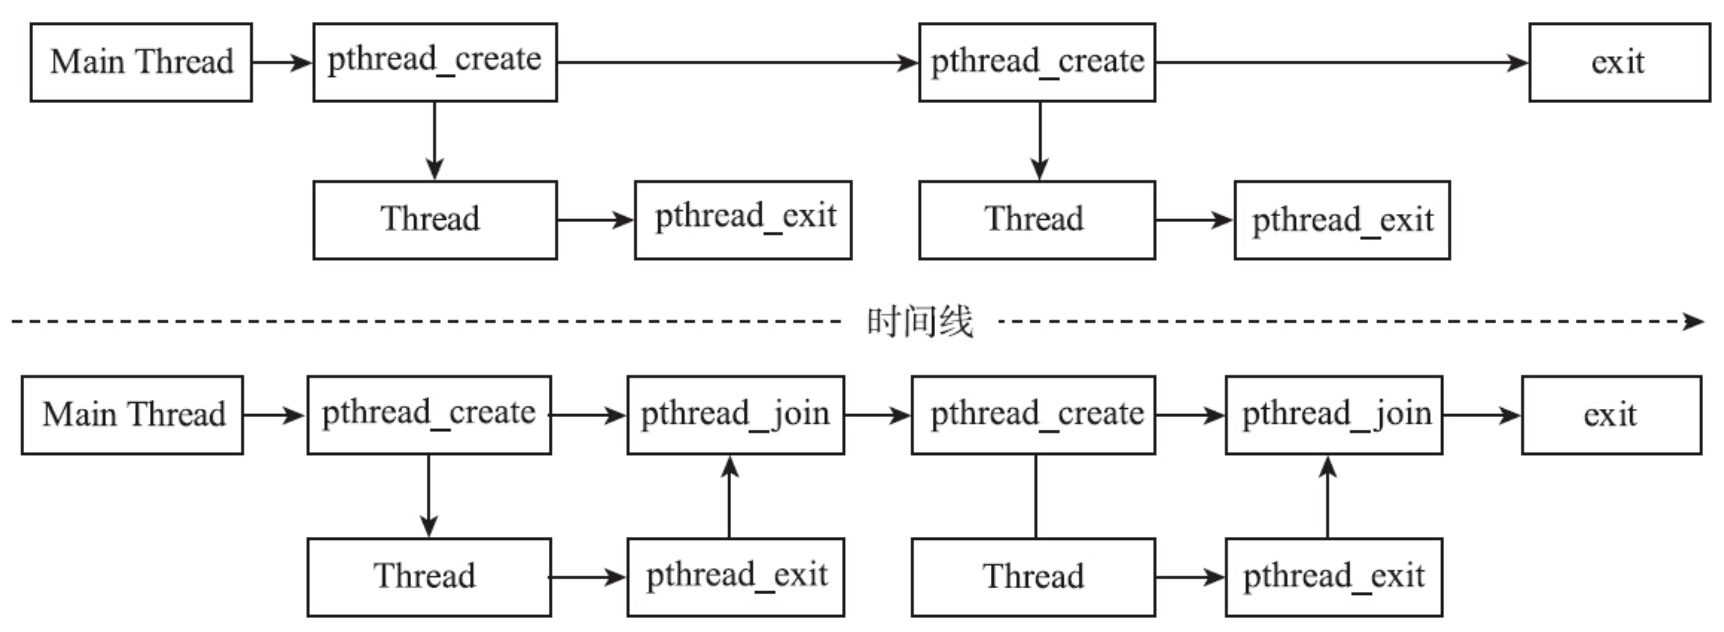 Main Thread
pthread_create
pthread_create
exit
Thread
pthread_exit
Thread
pthread_exit
时间线
Main Thread
pthread_create
pthread_join
pthread_create
pthread_join
exit
Thread
pthread_exit
Thread
pthread_exit